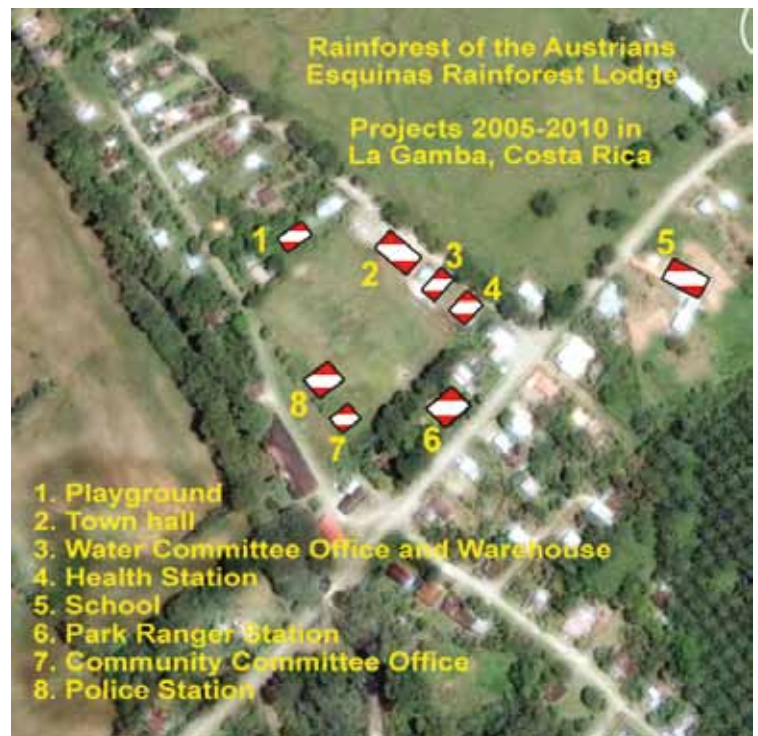 Rainforest of the Austrians
Esquinas Rainforest Lodge
Projects 2005-2010 in
La Gamba, Costa Rica
1
2
3
4
5
6
7
8
1. Playground
2. Town hall
3. Water Committee Office and Warehouse
4. Health Station
5. School
6. Park Ranger Station
7. Community Committee Office
8. Police Station